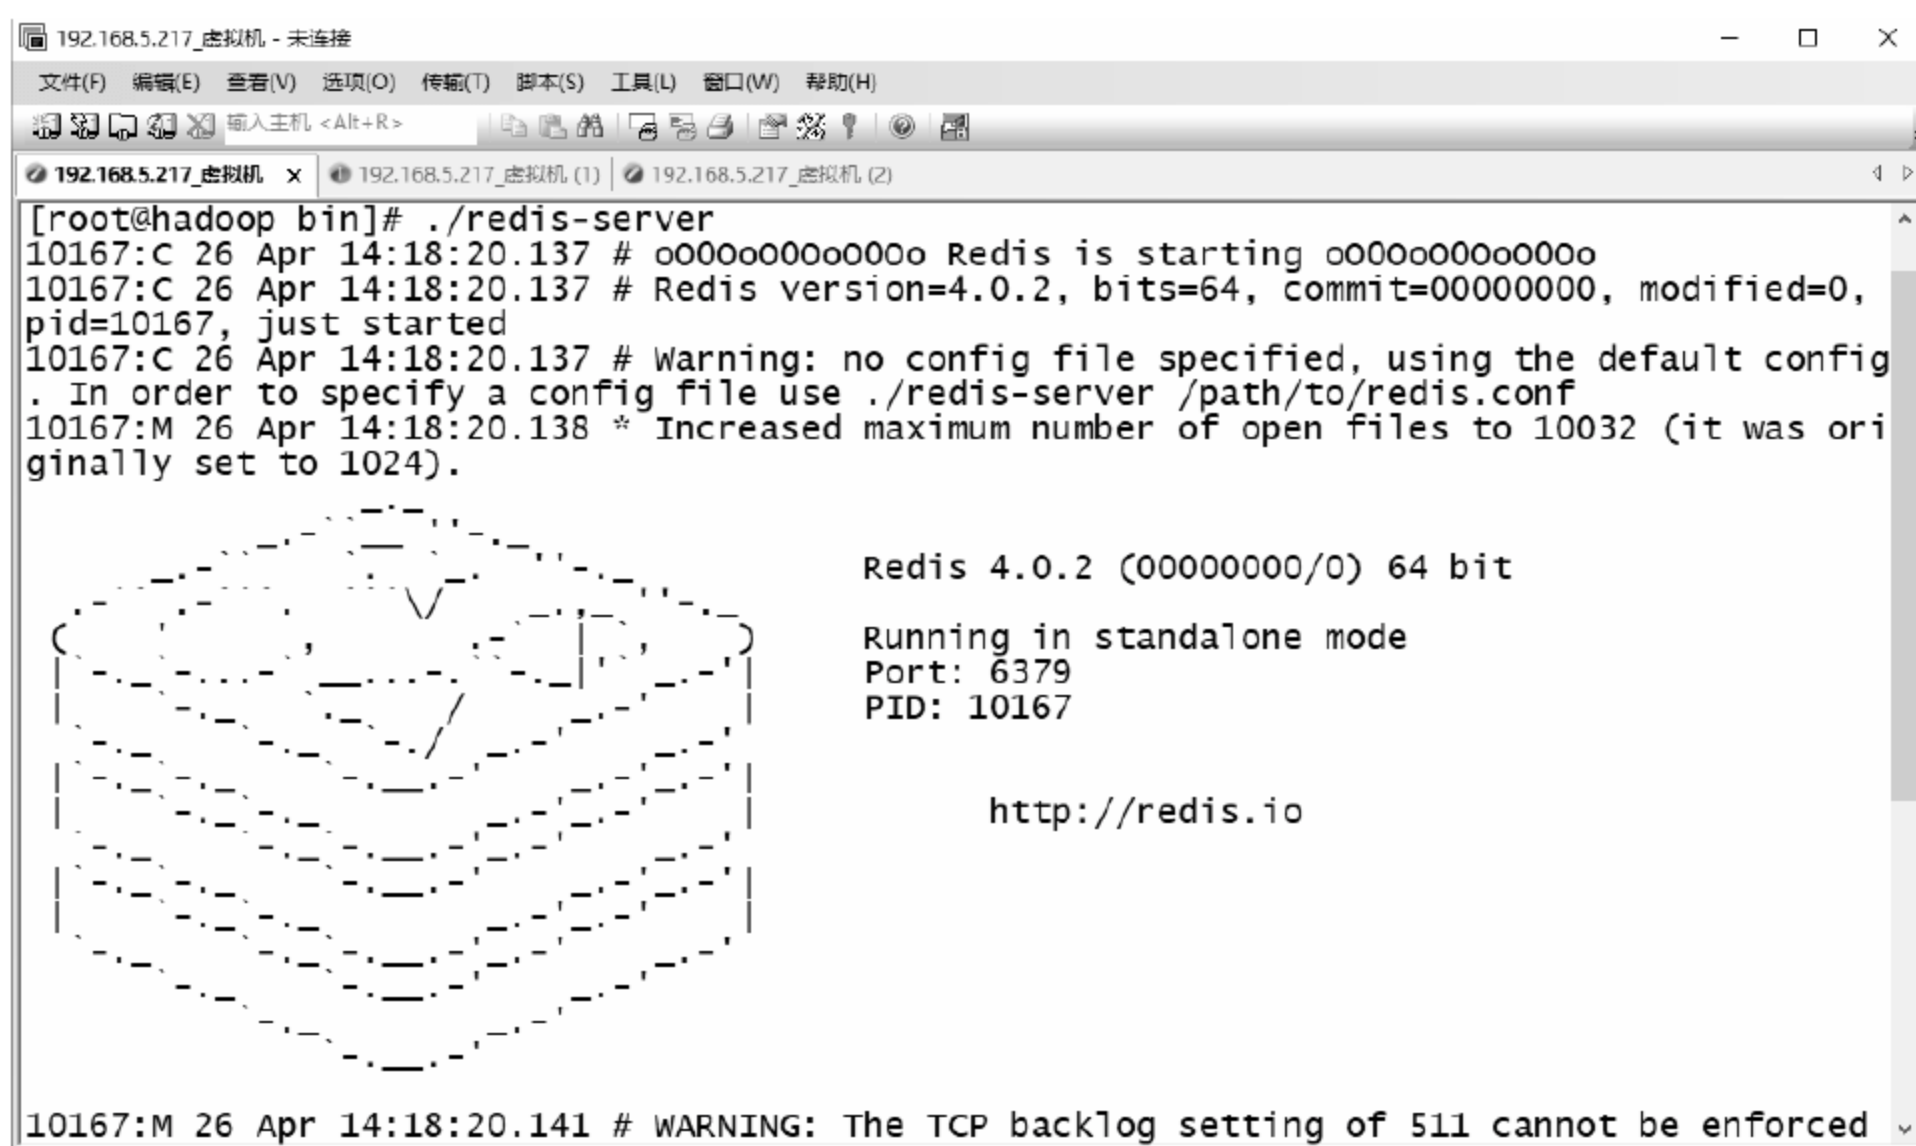 192.168.5.217_虚拟机 - 未连接
文件(F) 编辑(E) 查看(V) 选项(O) 传输(T) 脚本(S) 工具(L) 窗口(W) 帮助(H)
输入主机 <Alt+R>
192.168.5.217_虚拟机 x 192.168.5.217_虚拟机 (1) 192.168.5.217_虚拟机 (2)
[root@hadoop bin]# ./redis-server
10167:C 26 Apr 14:18:20.137 # oO0OoO0OoO0Oo Redis is starting oO0OoO0OoO0Oo
10167:C 26 Apr 14:18:20.137 # Redis version=4.0.2, bits=64, commit=00000000, modified=0,
pid=10167, just started
10167:C 26 Apr 14:18:20.137 # Warning: no config file specified, using the default config
. In order to specify a config file use ./redis-server /path/to/redis.conf
10167:M 26 Apr 14:18:20.138 * Increased maximum number of open files to 10032 (it was ori
ginally set to 1024).
Redis 4.0.2 (00000000/0) 64 bit
Running in standalone mode
Port: 6379
PID: 10167
http://redis.io
10167:M 26 Apr 14:18:20.141 # WARNING: The TCP backlog setting of 511 cannot be enforced